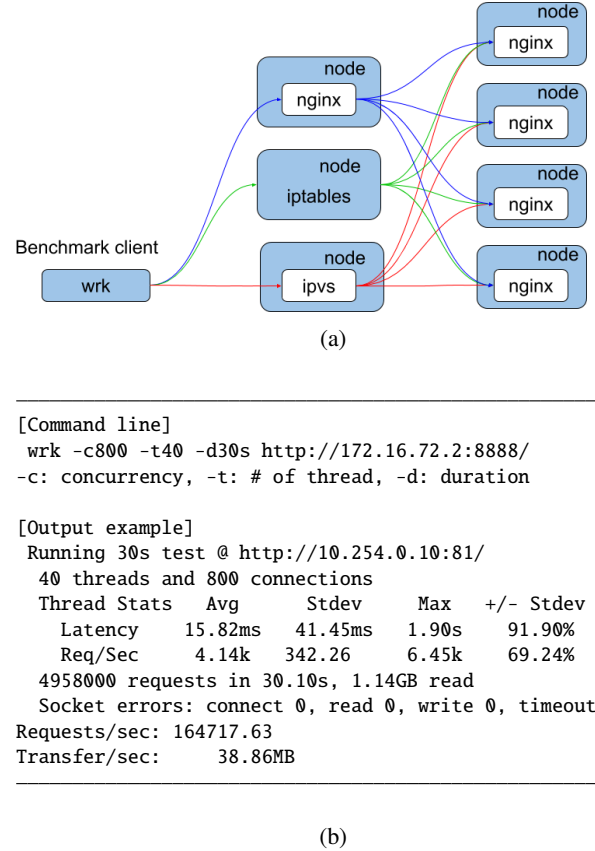 node
nginx
node
nginx
node
nginx
node
iptables
node
nginx
Benchmark client
wrk
node
ipvs
node
nginx
(a)
[Command line]
wrk -c800 -t40 -d30s http://172.16.72.2:8888/
-c: concurrency, -t: # of thread, -d: duration
[Output example]
Running 30s test @ http://10.254.0.10:81/
40 threads and 800 connections
Thread Stats Avg Stdev Max +/- Stdev
Latency 15.82ms 41.45ms 1.90s 91.90%
Req/Sec 4.14k 342.26 6.45k 69.24%
4958000 requests in 30.10s, 1.14GB read
Socket errors: connect 0, read 0, write 0, timeout
Requests/sec: 164717.63
Transfer/sec: 38.86MB
(b)